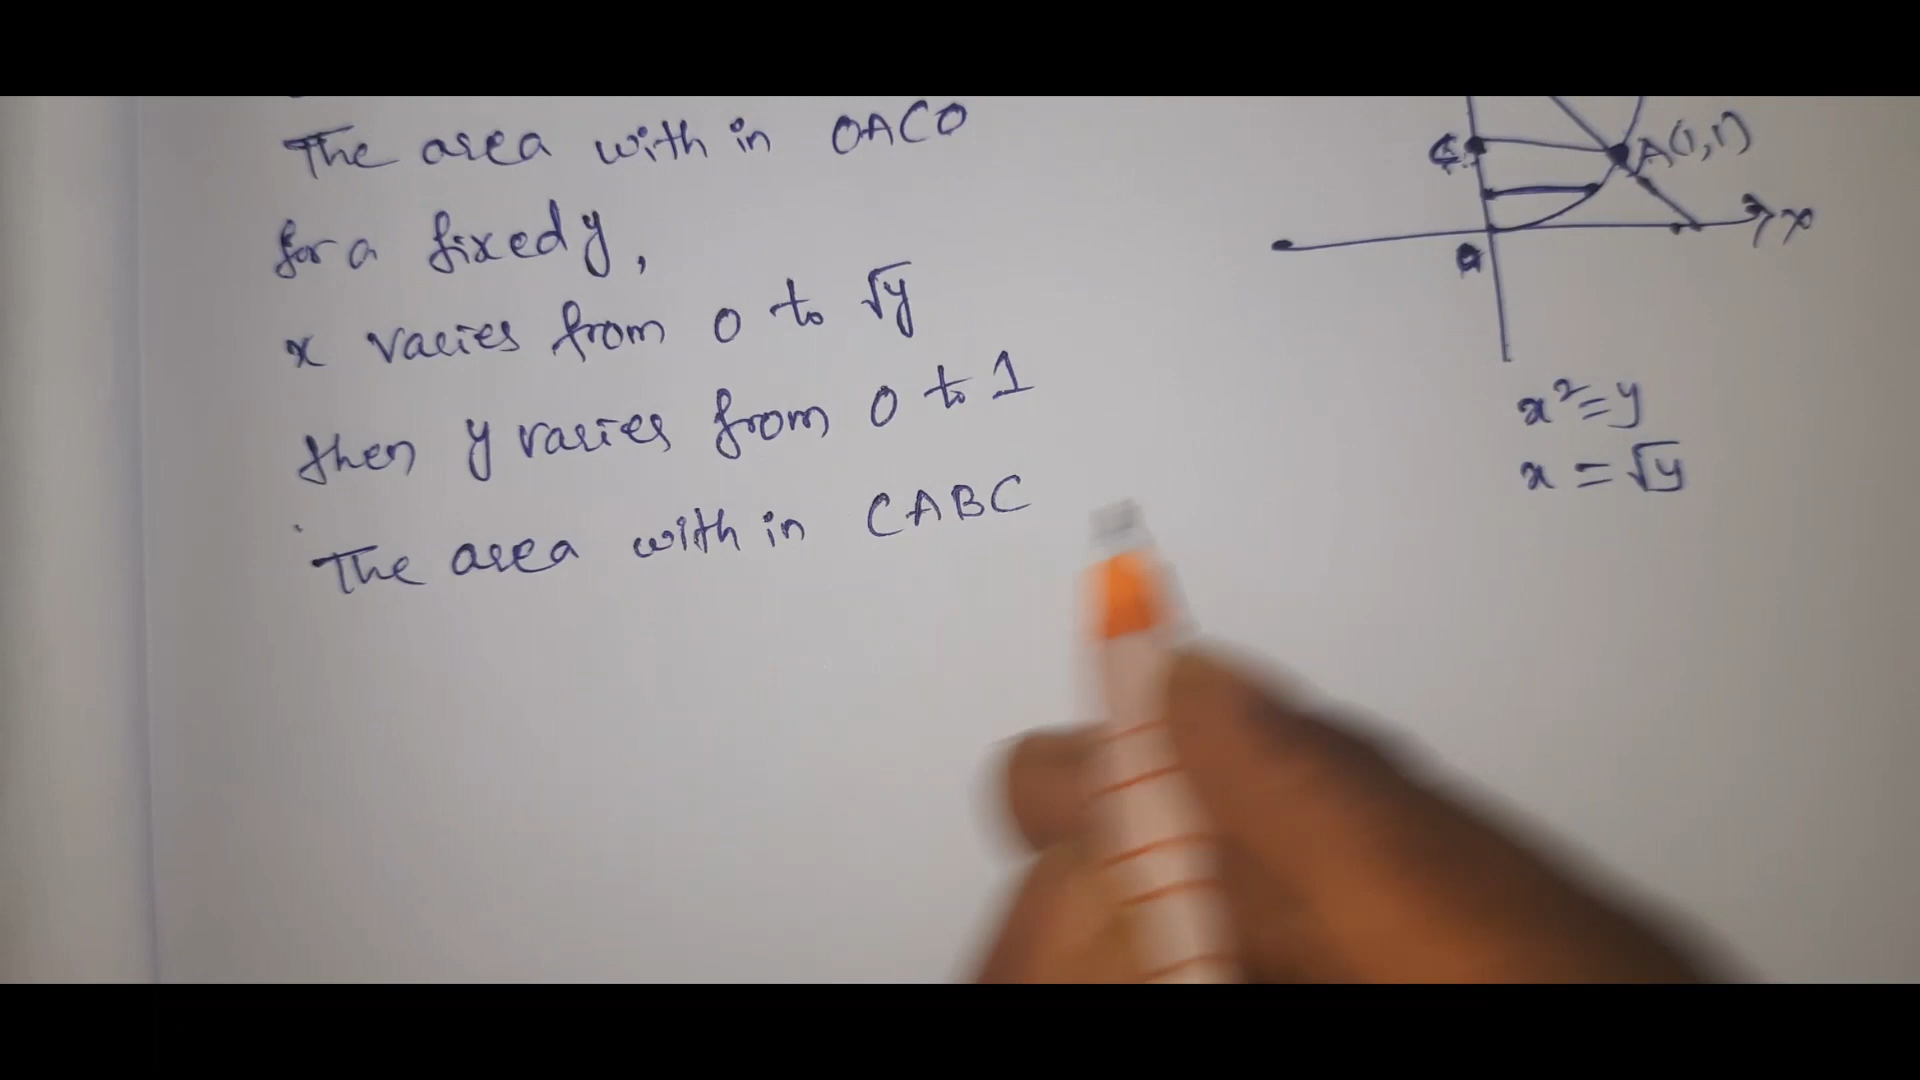 The area with in OACO
for a fixed y,
x varies from 0 to √y
then y varies from 0 to 1
The area with in CABC
C
A(1,1)
x
O
x²=y
x = √y